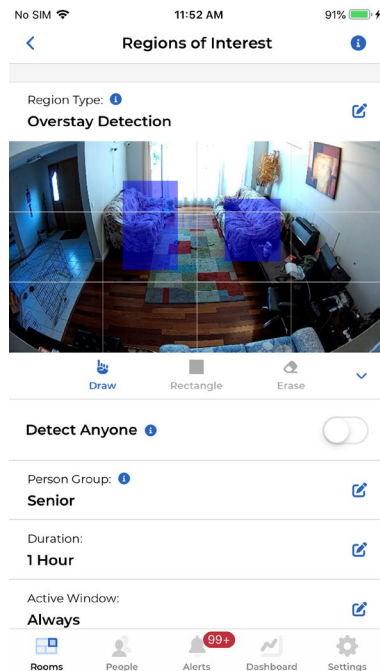 No SIM 11:52 AM 91%
Regions of Interest
Region Type:
Overstay Detection
Draw Rectangle Erase
Detect Anyone
Person Group:
Senior
Duration:
1 Hour
Active Window:
Always
99+
Rooms People Alerts Dashboard Settings